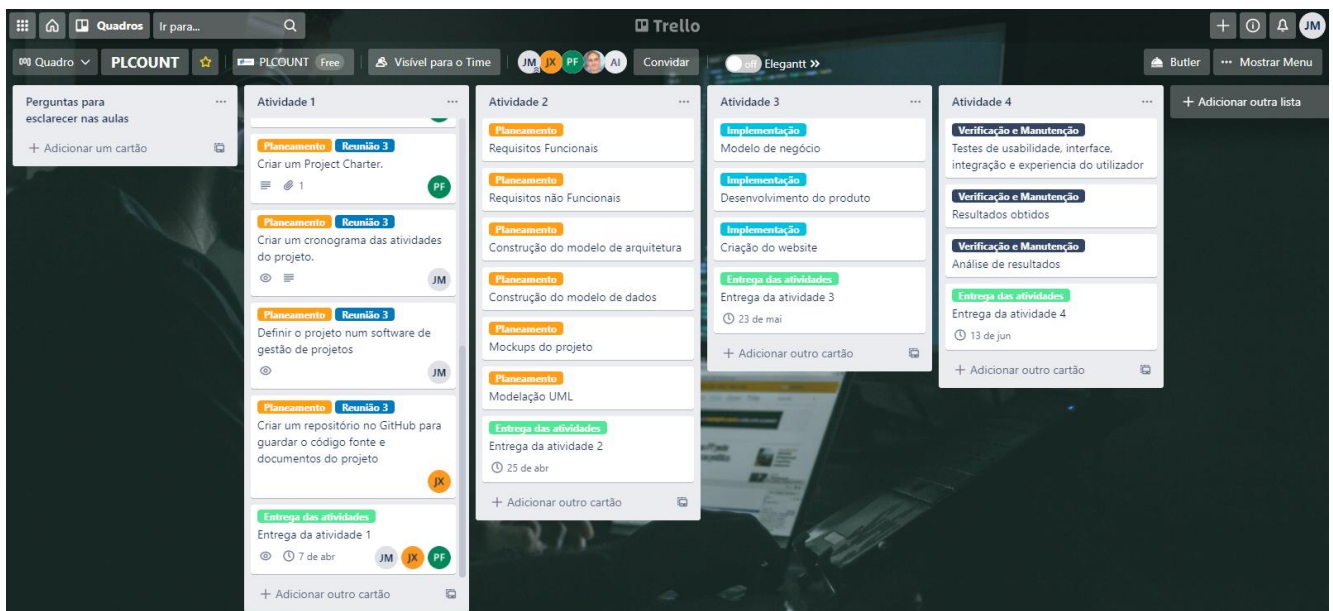 Quadros
Ir para...
Trello
JM
Quadro
PLCOUNT
PLCOUNT Free
Visível para o Time
JM
JX
PF
AI
Convidar
off
Elegantt »
Butler
··· Mostrar Menu
Perguntas para
esclarecer nas aulas
+ Adicionar um cartão
Atividade 1
Planeamento Reunião 3
Criar um Project Charter.
1
PF
Planeamento Reunião 3
Criar um cronograma das atividades
do projeto.
JM
Planeamento Reunião 3
Definir o projeto num software de
gestão de projetos
JM
Planeamento Reunião 3
Criar um repositório no GitHub para
guardar o código fonte e
documentos do projeto
JX
Entrega das atividades
Entrega da atividade 1
7 de abr
JM JX PF
+ Adicionar outro cartão
Atividade 2
Planeamento
Requisitos Funcionais
Planeamento
Requisitos não Funcionais
Planeamento
Construção do modelo de arquitetura
Planeamento
Construção do modelo de dados
Planeamento
Mockups do projeto
Planeamento
Modelação UML
Entrega das atividades
Entrega da atividade 2
25 de abr
+ Adicionar outro cartão
Atividade 3
Implementação
Modelo de negócio
Implementação
Desenvolvimento do produto
Implementação
Criação do website
Entrega das atividades
Entrega da atividade 3
23 de mai
+ Adicionar outro cartão
Atividade 4
Verificação e Manutenção
Testes de usabilidade, interface,
integração e experiencia do utilizador
Verificação e Manutenção
Resultados obtidos
Verificação e Manutenção
Análise de resultados
Entrega das atividades
Entrega da atividade 4
13 de jun
+ Adicionar outro cartão
+ Adicionar outra lista